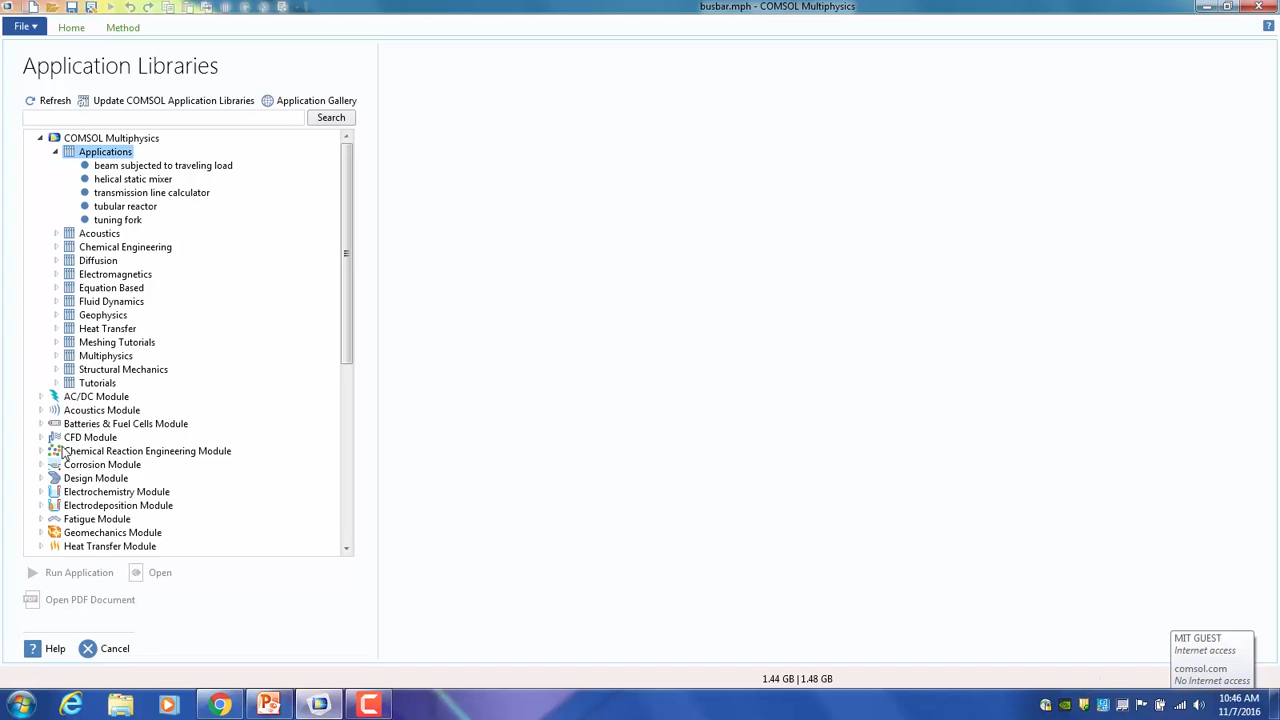 busbar.mph - COMSOL Multiphysics
File
Home
Method
Application Libraries
Refresh
Update COMSOL Application Libraries
Application Gallery
Search
COMSOL Multiphysics
Applications
beam subjected to traveling load
helical static mixer
transmission line calculator
tubular reactor
tuning fork
Acoustics
Chemical Engineering
Diffusion
Electromagnetics
Equation Based
Fluid Dynamics
Geophysics
Heat Transfer
Meshing Tutorials
Multiphysics
Structural Mechanics
Tutorials
AC/DC Module
Acoustics Module
Batteries & Fuel Cells Module
CFD Module
Chemical Reaction Engineering Module
Corrosion Module
Design Module
Electrochemistry Module
Electrodeposition Module
Fatigue Module
Geomechanics Module
Heat Transfer Module
Run Application
Open
Open PDF Document
Help
Cancel
MIT GUEST
Internet access
comsol.com
No Internet access
1.44 GB | 1.48 GB
10:46 AM
11/7/2016